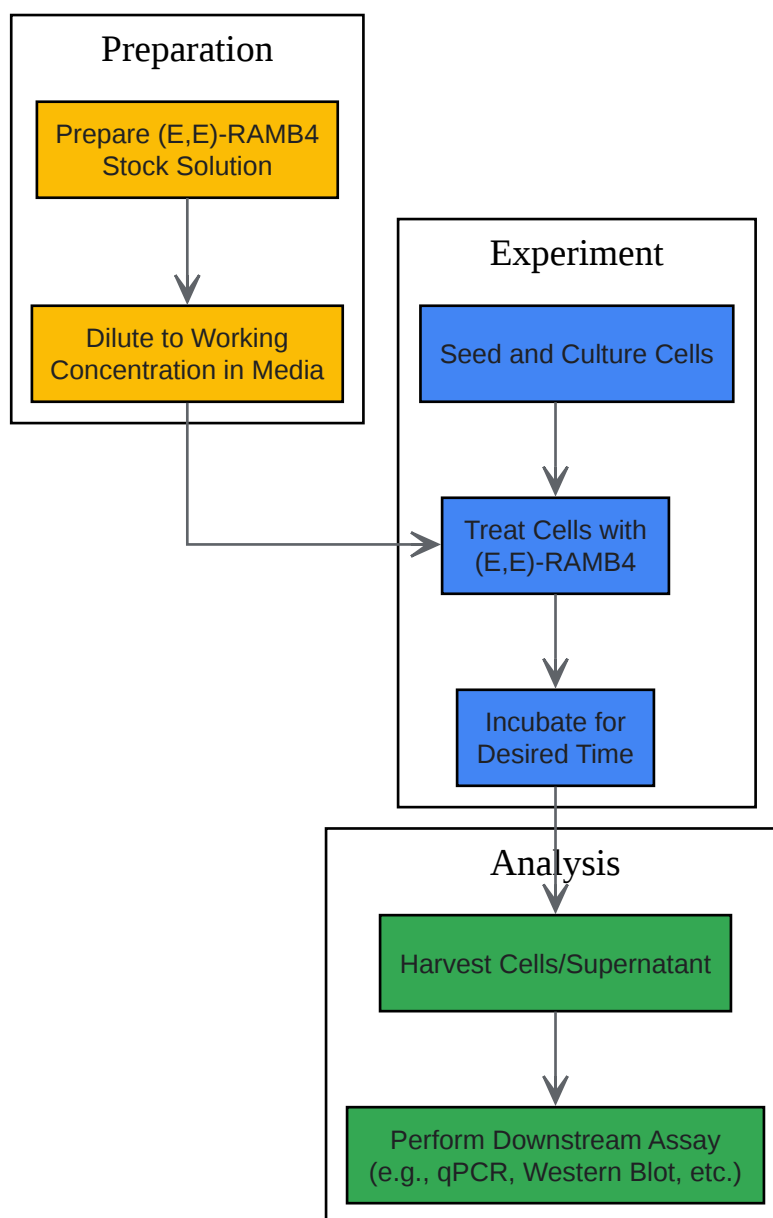 Preparation
Prepare (E,E)-RAMB4
Stock Solution
Dilute to Working
Concentration in Media
Experiment
Seed and Culture Cells
Treat Cells with
(E,E)-RAMB4
Incubate for
Desired Time
Analysis
Harvest Cells/Supernatant
Perform Downstream Assay
(e.g., qPCR, Western Blot, etc.)